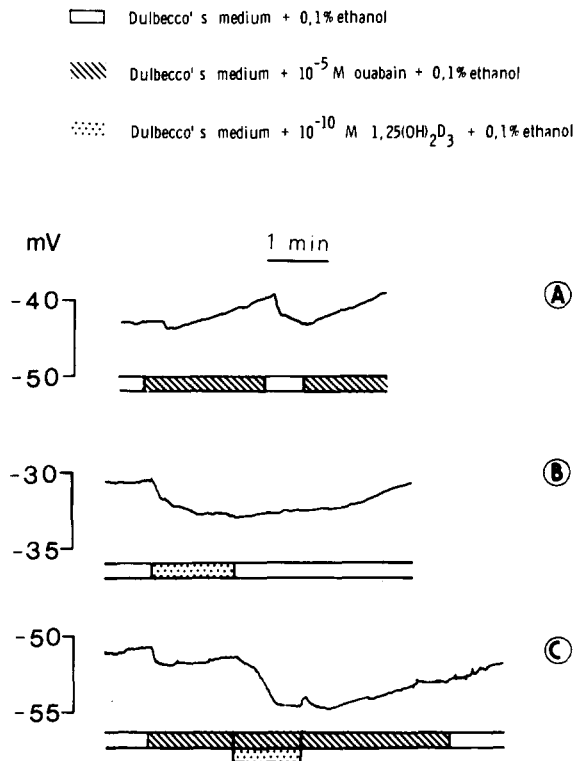 Dulbecco' s medium + 0,1% ethanol
Dulbecco' s medium + 10⁻⁵ M ouabain + 0,1% ethanol
Dulbecco' s medium + 10⁻¹⁰ M 1,25(OH)₂D₃ + 0,1% ethanol
mV
1 min
-40
-50
A
-30
-35
B
-50
-55
C